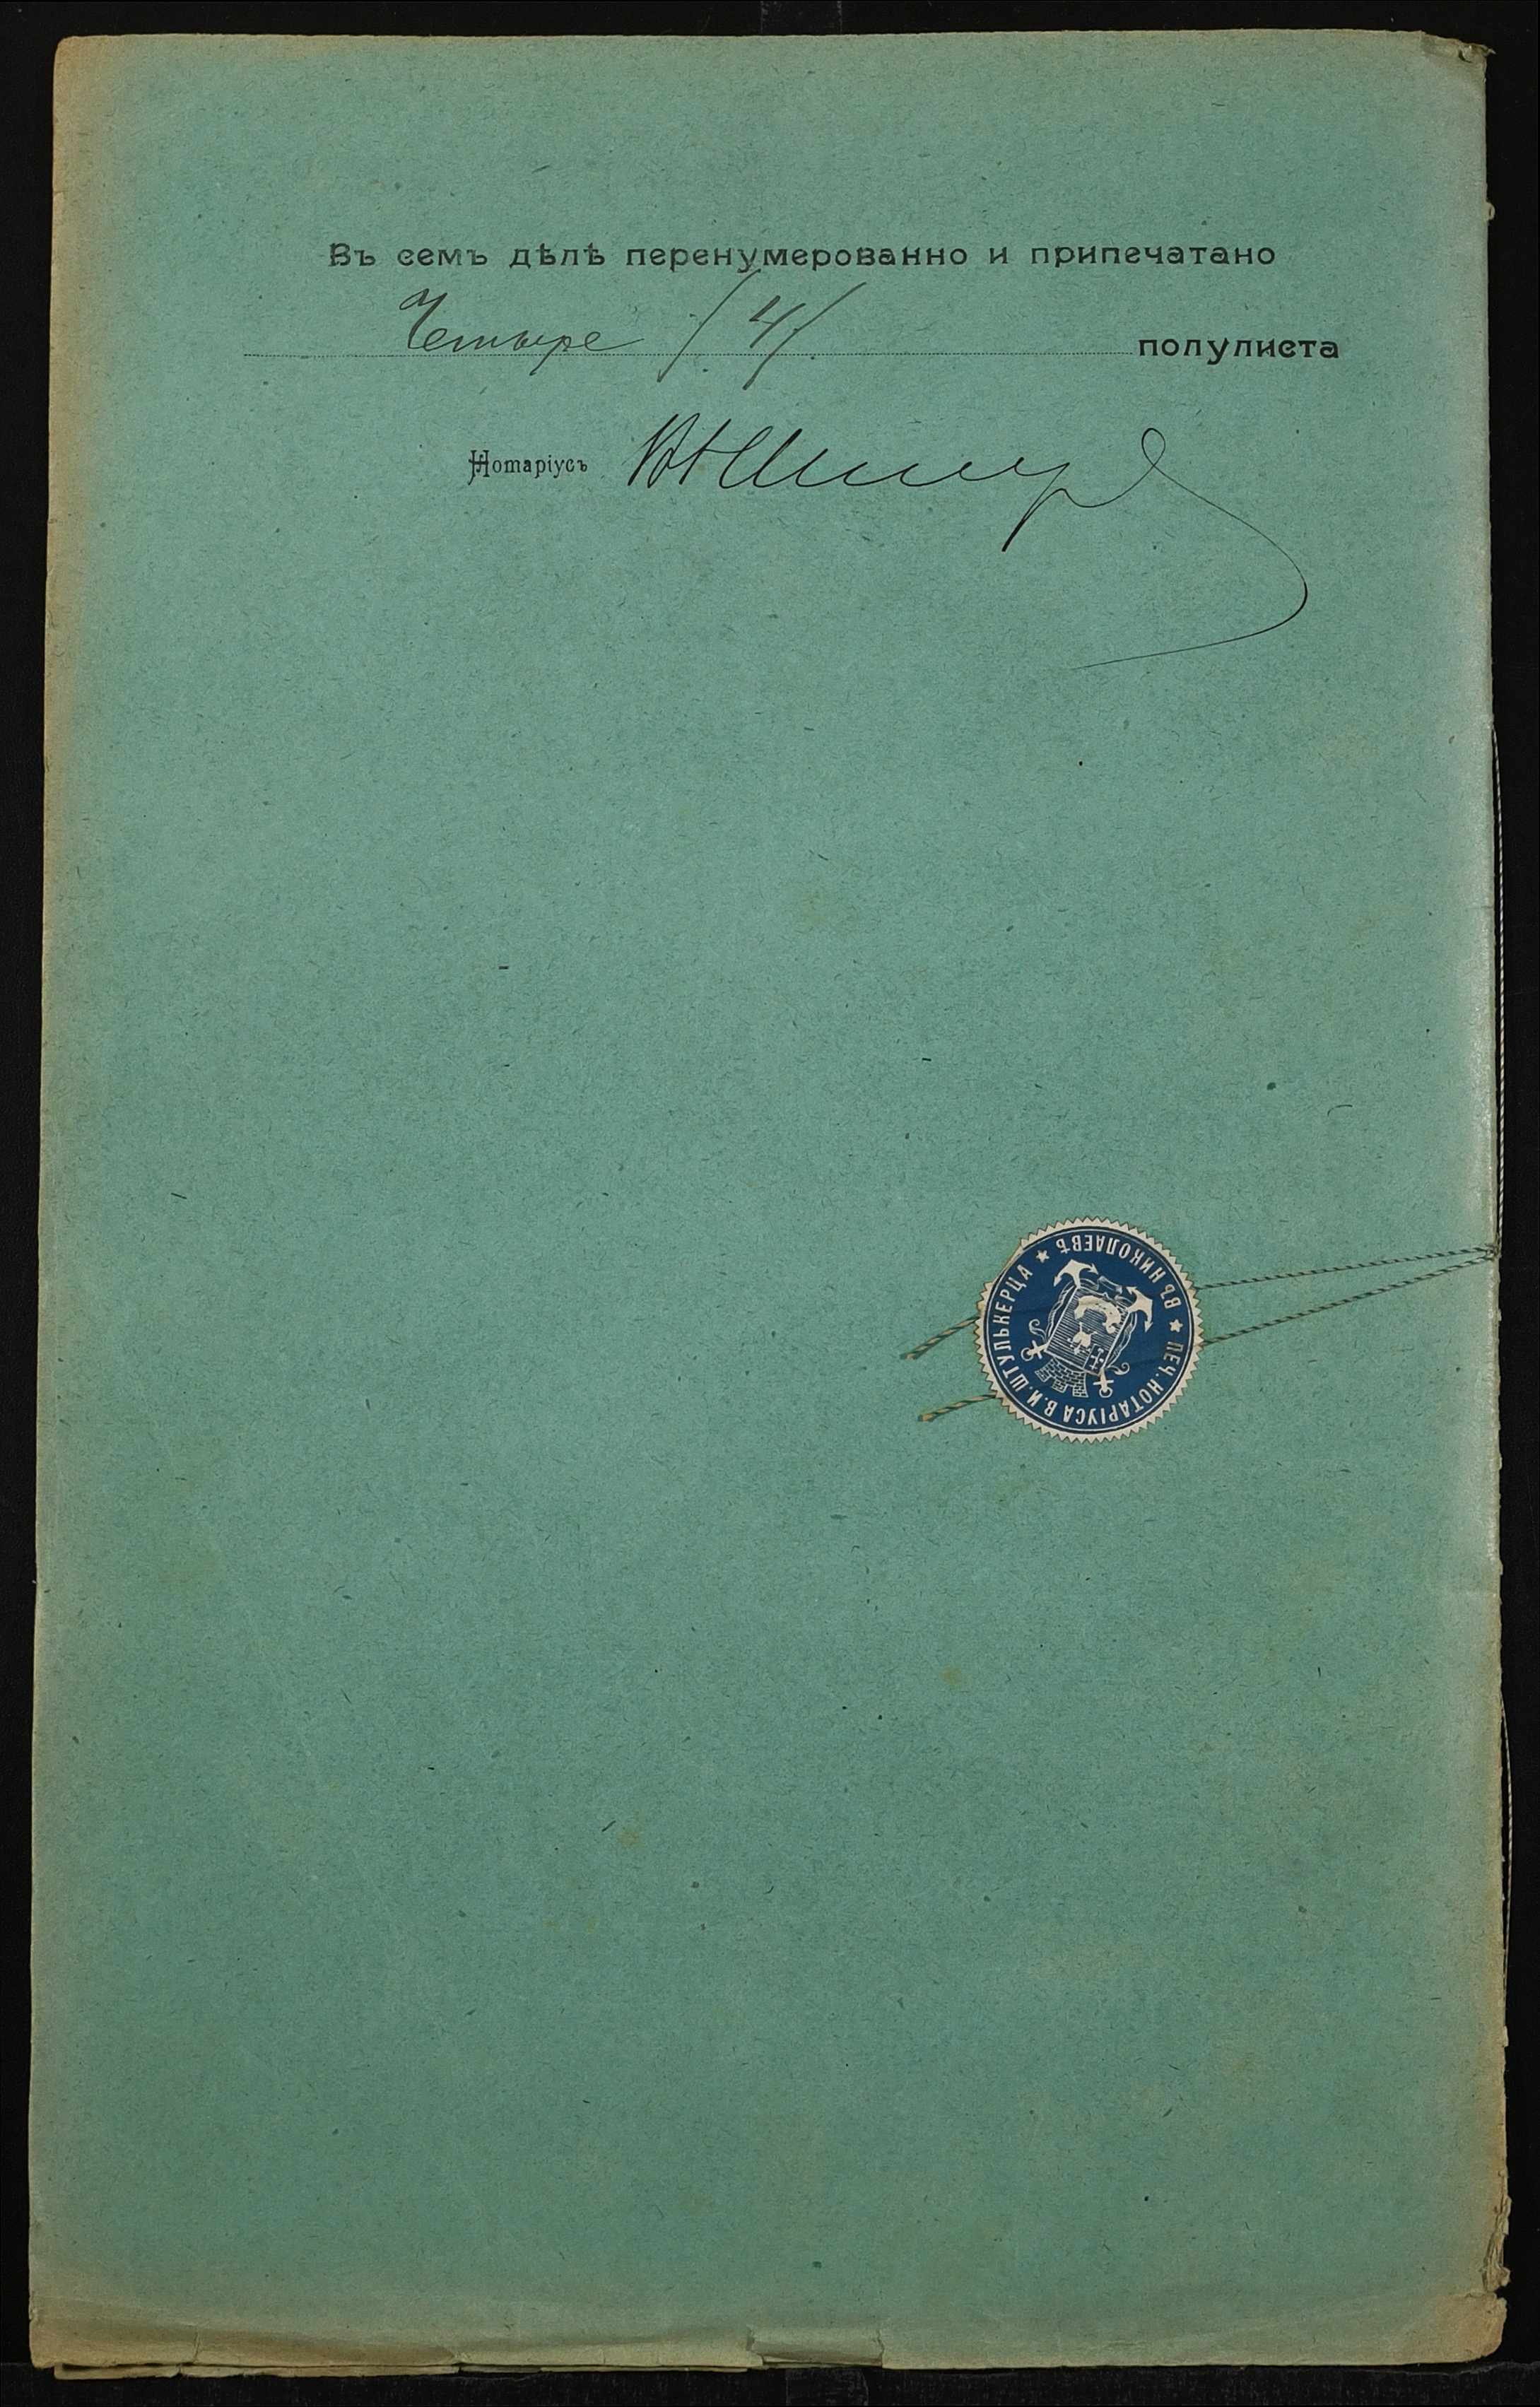 Въ семъ дѣлѣ перенумерованно и припечатано
Четыре /4/. полулиста
Нотаріусъ
ПЕЧ. НОТАРІУСА В. И. ШТУЛЬКЕРЦА ★ ВЪ НИКОЛАЕВѢ ★